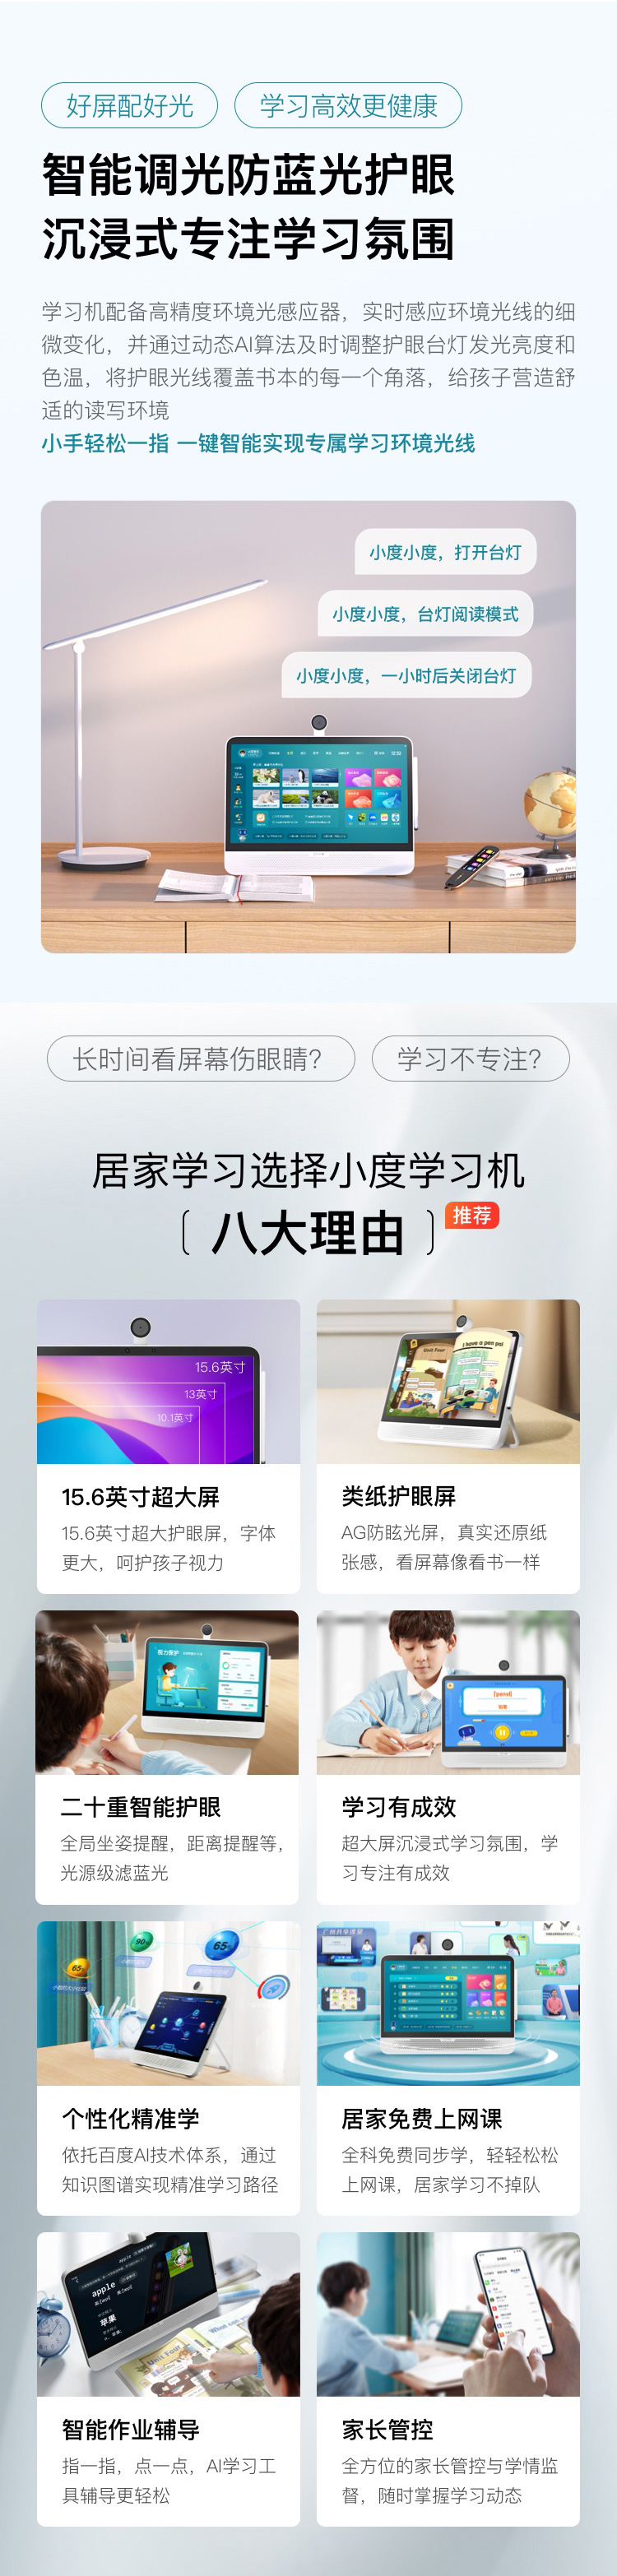 好屏配好光
学习高效更健康
智能调光防蓝光护眼
沉浸式专注学习氛围
学习机配备高精度环境光感应器，实时感应环境光线的细
微变化，并通过动态AI算法及时调整护眼台灯发光亮度和
色温，将护眼光线覆盖书本的每一个角落，给孩子营造舒
适的读写环境
小手轻松一指 一键智能实现专属学习环境光线
小度小度，打开台灯
小度小度，台灯阅读模式
小度小度，一小时后关闭台灯
长时间看屏幕伤眼睛？
学习不专注？
居家学习选择小度学习机
〔 八大理由 〕
推荐
15.6英寸
13英寸
10.1英寸
15.6英寸超大屏
15.6英寸超大护眼屏，字体
更大，呵护孩子视力
Unit Four
I have a pen pal
类纸护眼屏
AG防眩光屏，真实还原纸
张感，看屏幕像看书一样
视力保护
二十重智能护眼
全局坐姿提醒，距离提醒等，
光源级滤蓝光
学习有成效
超大屏沉浸式学习氛围，学
习专注有成效
90
65
65
个性化精准学
依托百度AI技术体系，通过
知识图谱实现精准学习路径
居家免费上网课
全科免费同步学，轻轻松松
上网课，居家学习不掉队
apple
apple
苹果
Unit Four
智能作业辅导
指一指，点一点，AI学习工
具辅导更轻松
家长管控
全方位的家长管控与学情监
督，随时掌握学习动态